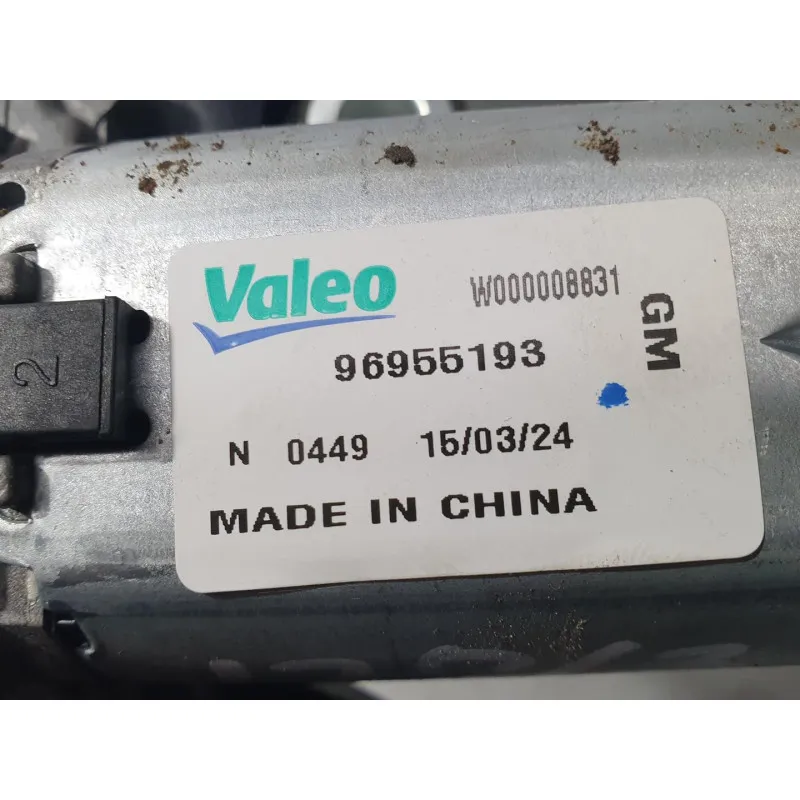 Valeo
W000008831
GM
96955193
N 0449 15/03/24
MADE IN CHINA
2